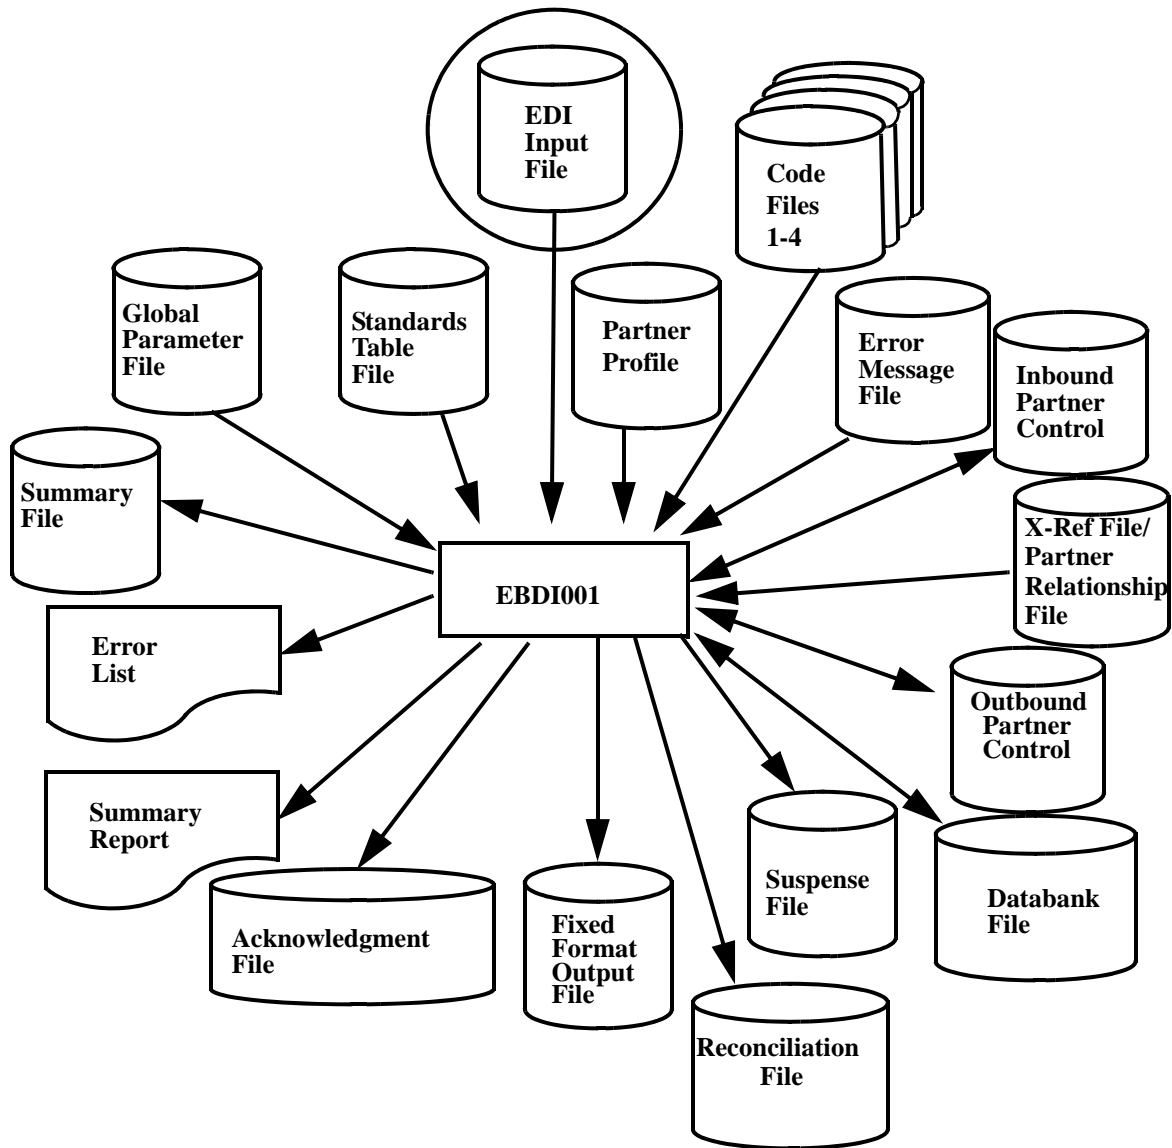 EDI
Input
File
Code
Files
1-4
Global
Parameter
File
Standards
Table
File
Partner
Profile
Error
Message
File
Inbound
Partner
Control
Summary
File
X-Ref File/
Partner
Relationship
File
EBDI001
Error
List
Outbound
Partner
Control
Summary
Report
Suspense
File
Databank
File
Acknowledgment
File
Fixed
Format
Output
File
Reconciliation
File